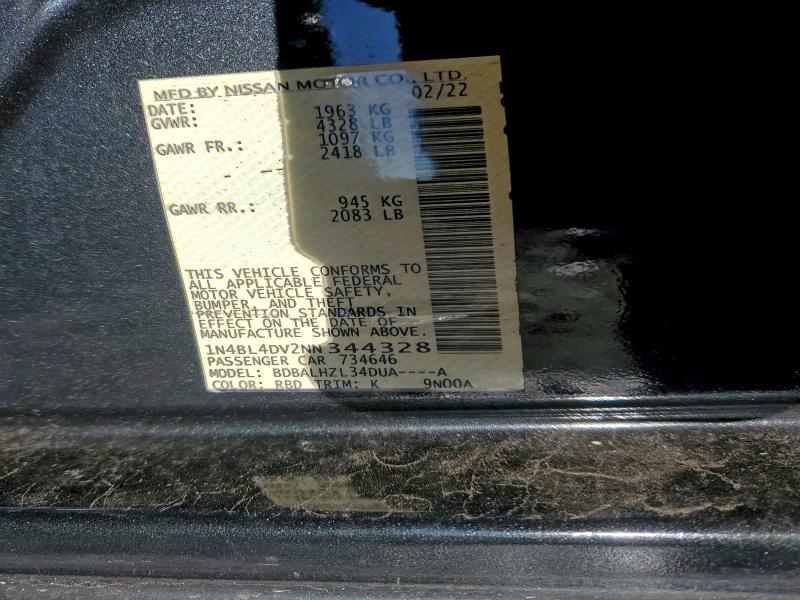 MFD BY NISSAN MOTOR CO., LTD.
DATE: 02/22
GVWR: 1963 KG
4328 LB
GAWR FR.: 1097 KG
2418 LB
GAWR RR.: 945 KG
2083 LB
THIS VEHICLE CONFORMS TO
ALL APPLICABLE FEDERAL
MOTOR VEHICLE SAFETY,
BUMPER, AND THEFT
PREVENTION STANDARDS IN
EFFECT ON THE DATE OF
MANUFACTURE SHOWN ABOVE.
1N4BL4DV2NN344328
PASSENGER CAR 734646
MODEL: BDBALHZL34DUA----A
COLOR: RBD TRIM: K 9N00A